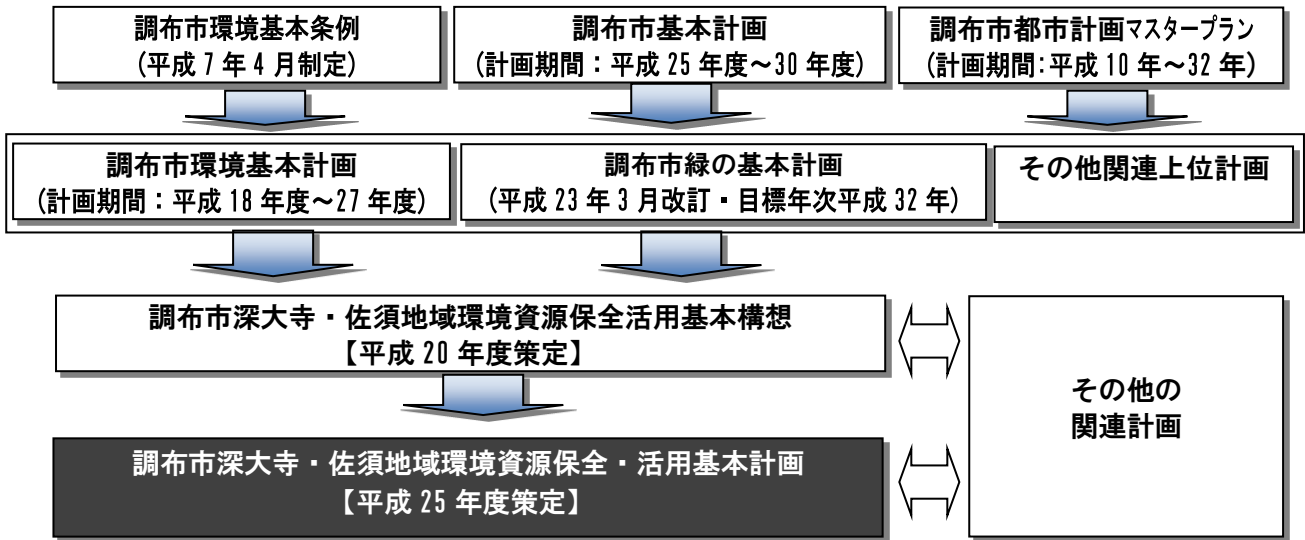 調布市環境基本条例
(平成7年4月制定)
調布市基本計画
(計画期間：平成25年度～30年度)
調布市都市計画マスタープラン
(計画期間:平成10年～32年)
調布市環境基本計画
(計画期間：平成18年度～27年度)
調布市緑の基本計画
(平成23年3月改訂・目標年次平成32年)
その他関連上位計画
調布市深大寺・佐須地域環境資源保全活用基本構想
【平成20年度策定】
その他の
関連計画
調布市深大寺・佐須地域環境資源保全・活用基本計画
【平成25年度策定】